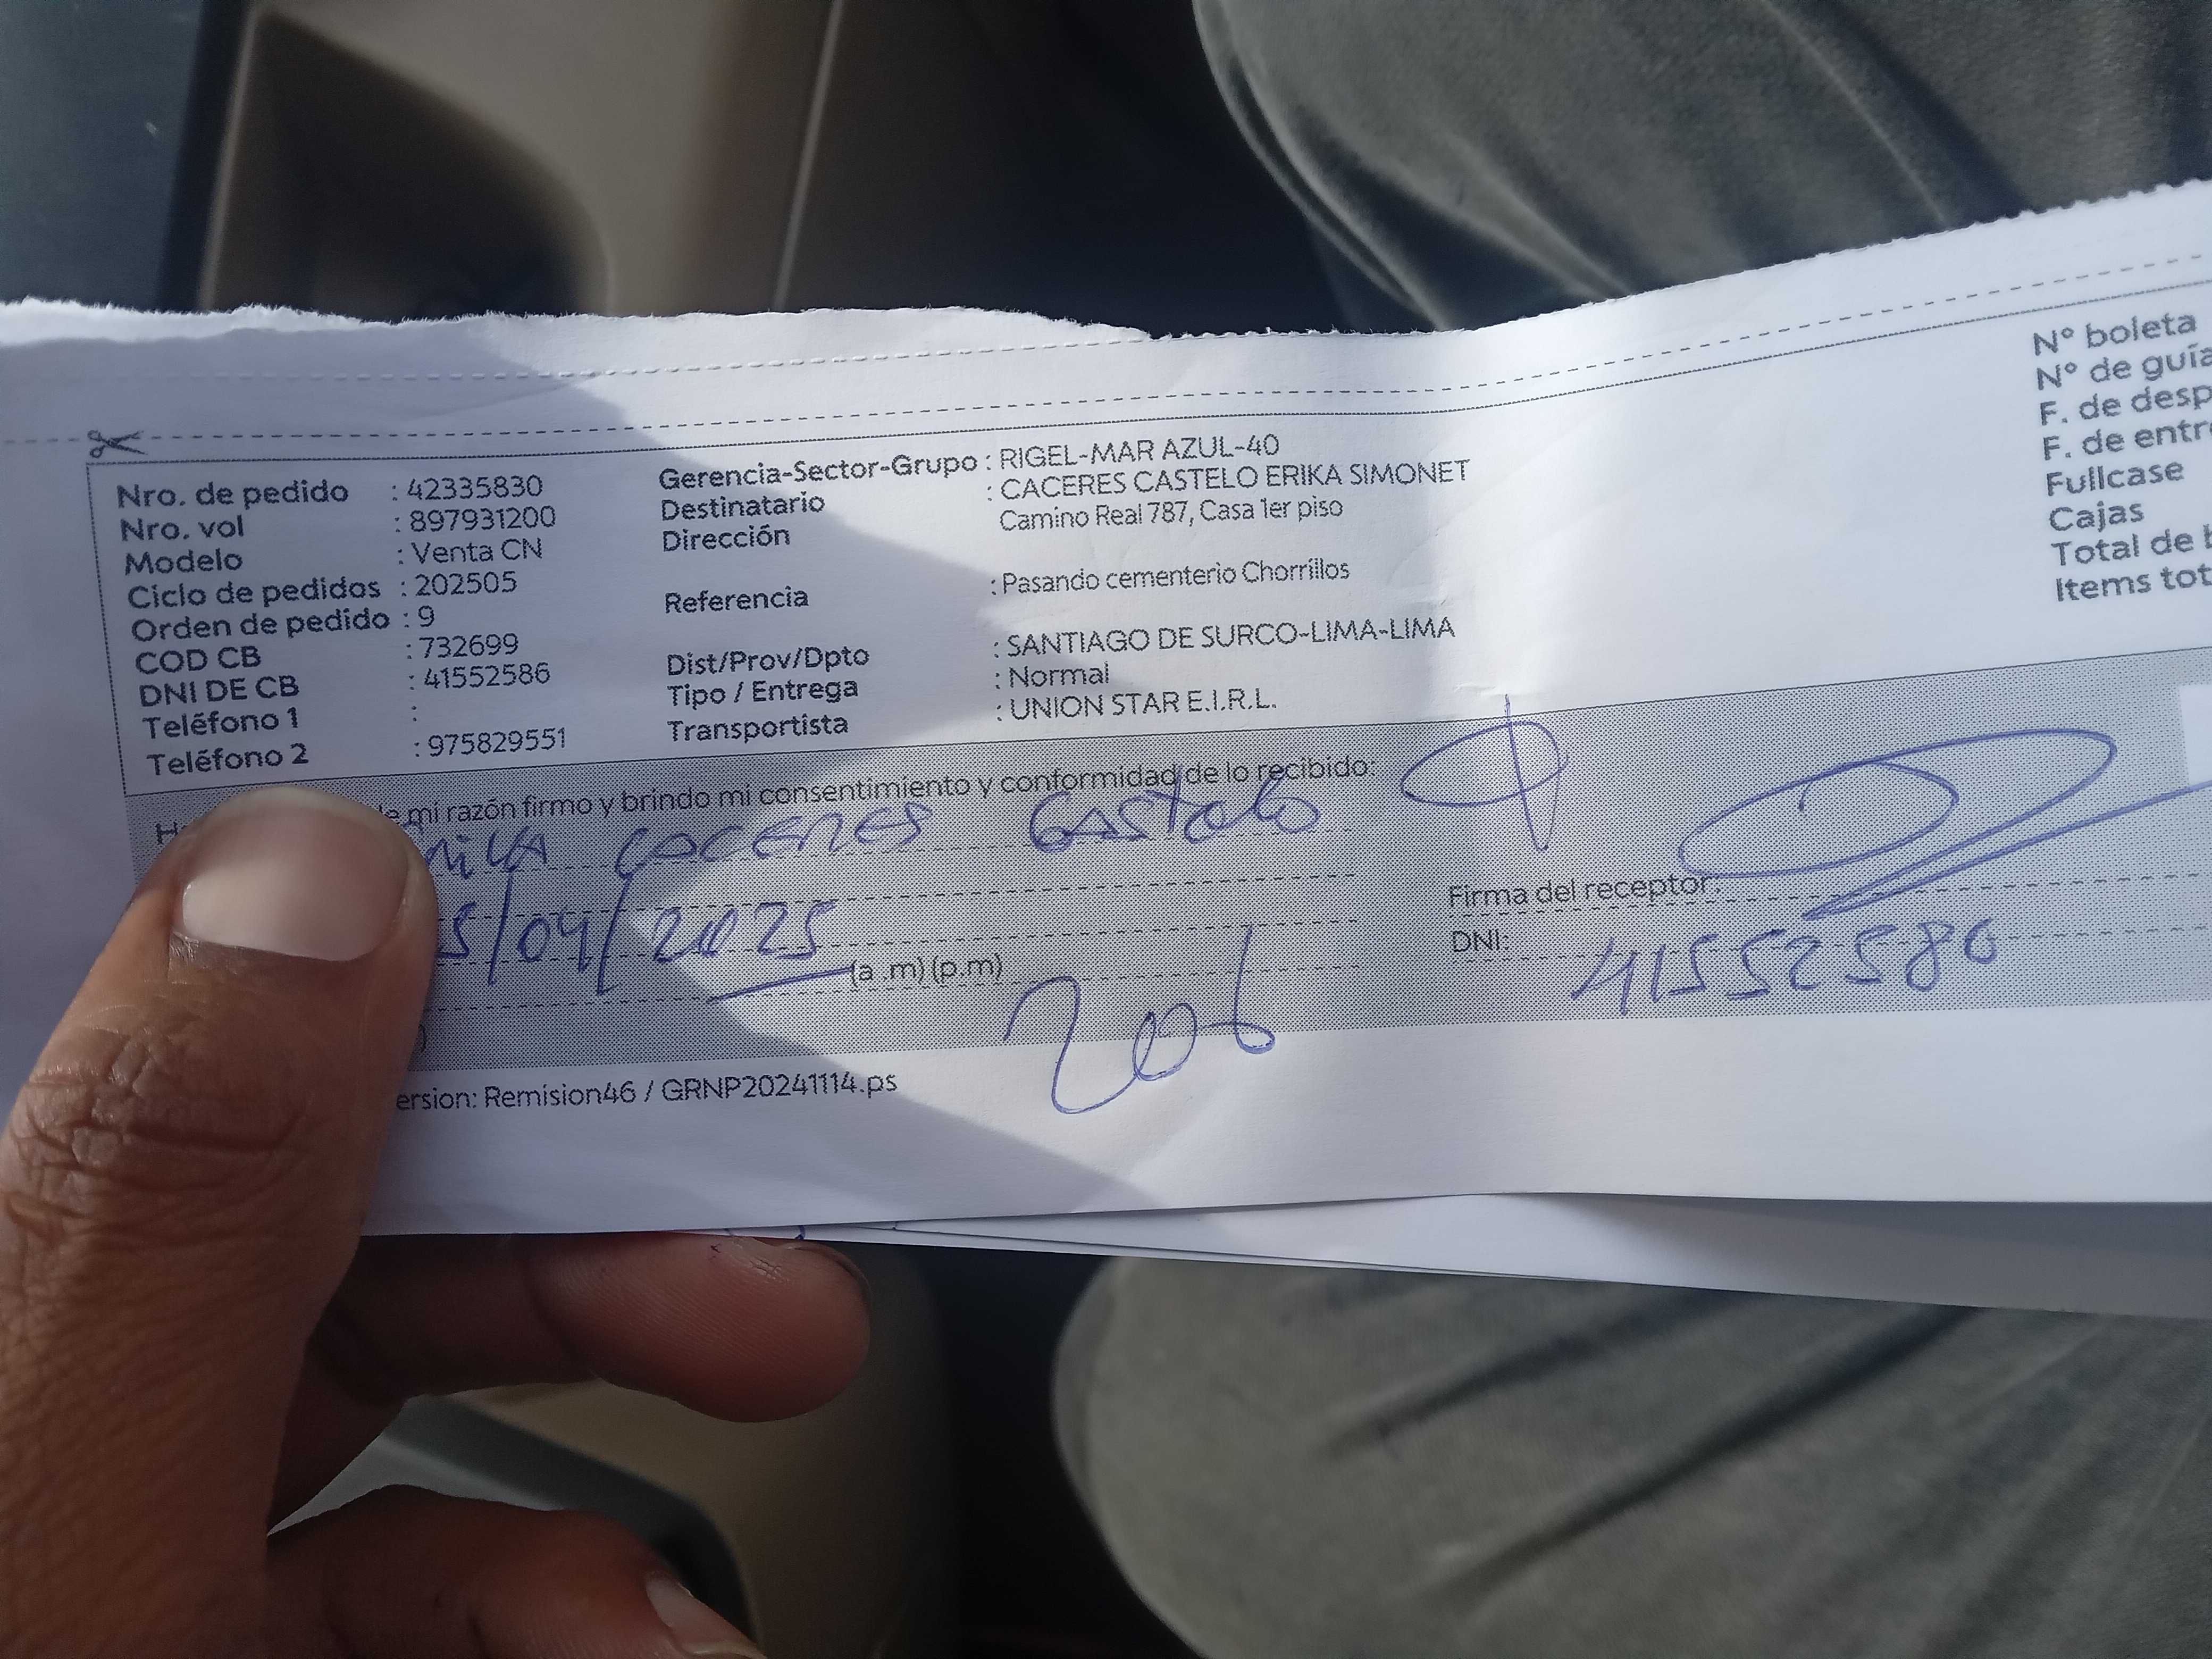 Nro. de pedido : 42335830
Nro. vol : 897931200
Modelo : Venta CN
Ciclo de pedidos : 202505
Orden de pedido : 9
COD CB : 732699
DNI DE CB : 41552586
Teléfono 1 :
Teléfono 2 : 975829551
Gerencia-Sector-Grupo : RIGEL-MAR AZUL-40
Destinatario : CACERES CASTELO ERIKA SIMONET
Dirección Camino Real 787, Casa 1er piso
Referencia : Pasando cementerio Chorrillos
Dist/Prov/Dpto : SANTIAGO DE SURCO-LIMA-LIMA
Tipo / Entrega : Normal
Transportista : UNION STAR E.I.R.L.
N° boleta
N° de guía
F. de desp
F. de entr
Fullcase
Cajas
Total de b
Items tot
mi razón firmo y brindo mi consentimiento y conformidad de lo recibido:
CACERES CASTELO
5/04/2025
(a .m) (p.m)
206
Firma del receptor:
DNI: 41552586
ersion: Remision46 / GRNP20241114.ps